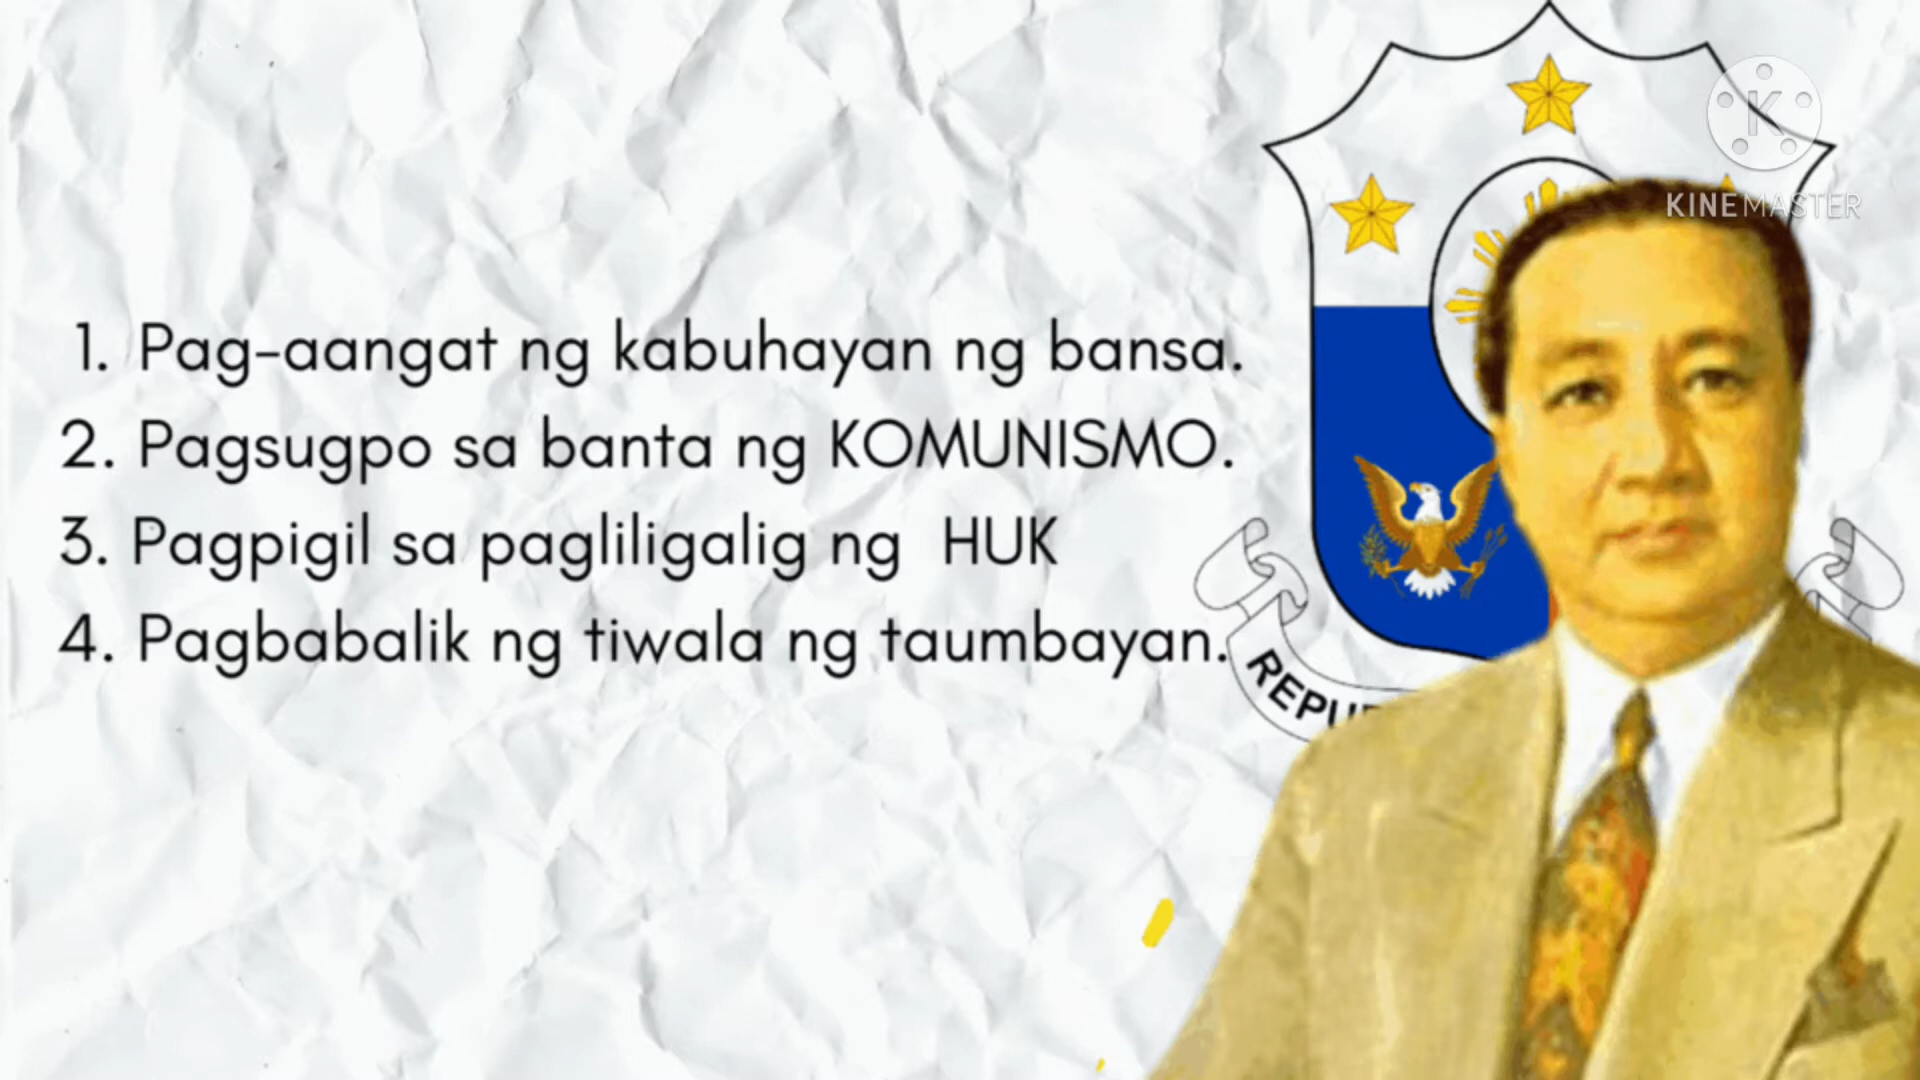 1. Pag-aangat ng kabuhayan ng bansa.
2. Pagsugpo sa banta ng KOMUNISMO.
3. Pagpigil sa pagliligalig ng HUK
4. Pagbabalik ng tiwala ng taumbayan.
K
KINEMASTER